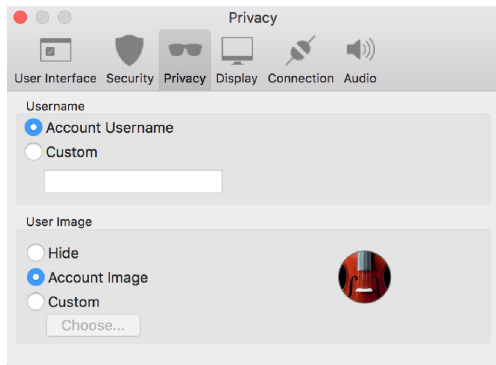 Privacy
User Interface Security Privacy Display Connection Audio
Username
Account Username
Custom
User Image
Hide
Account Image
Custom
Choose...